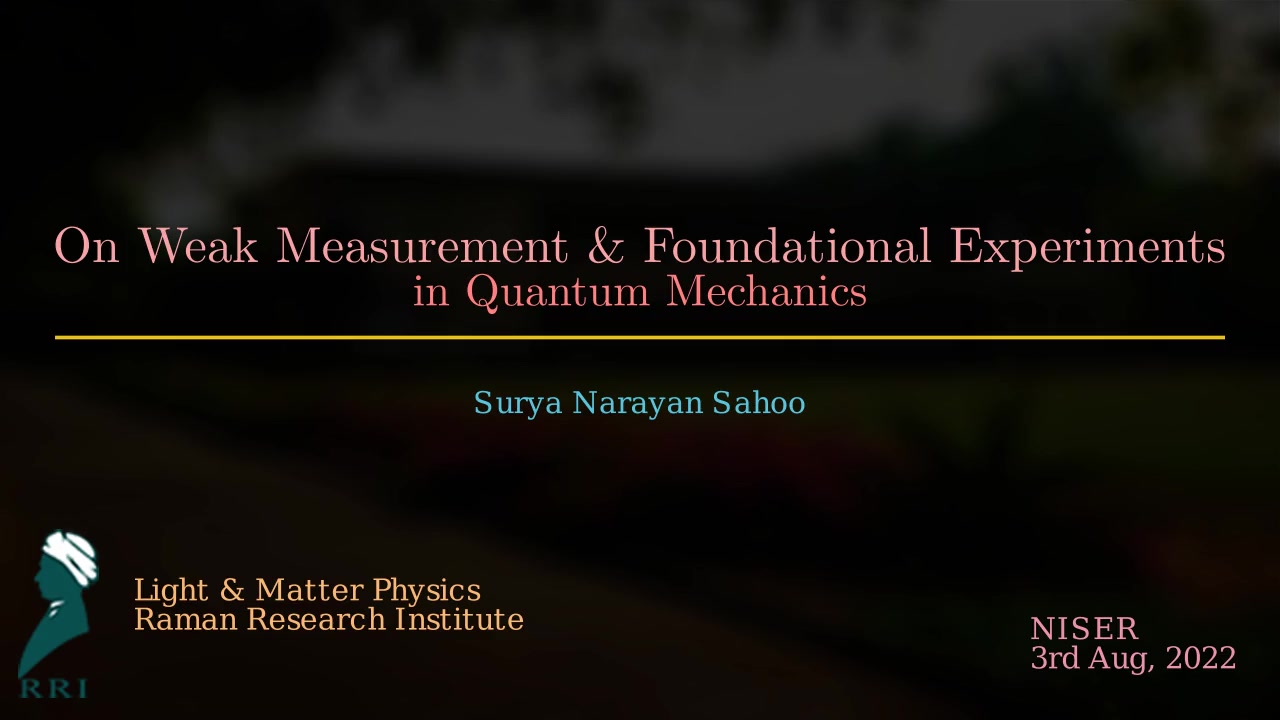 On Weak Measurement & Foundational Experiments
in Quantum Mechanics
Surya Narayan Sahoo
Light & Matter Physics
Raman Research Institute
RRI
NISER
3rd Aug, 2022